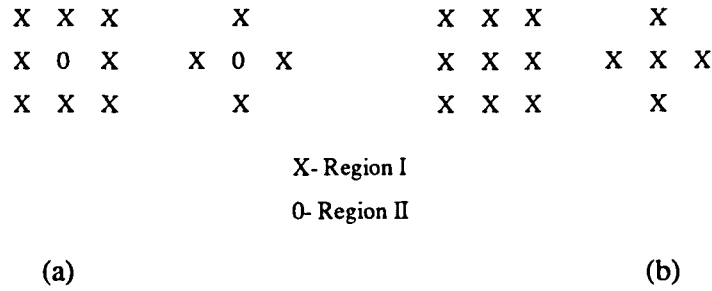 X X X X X X X X
X 0 X X 0 X X X X X X X
X X X X X X X X
X- Region I
0- Region II
(a) (b)